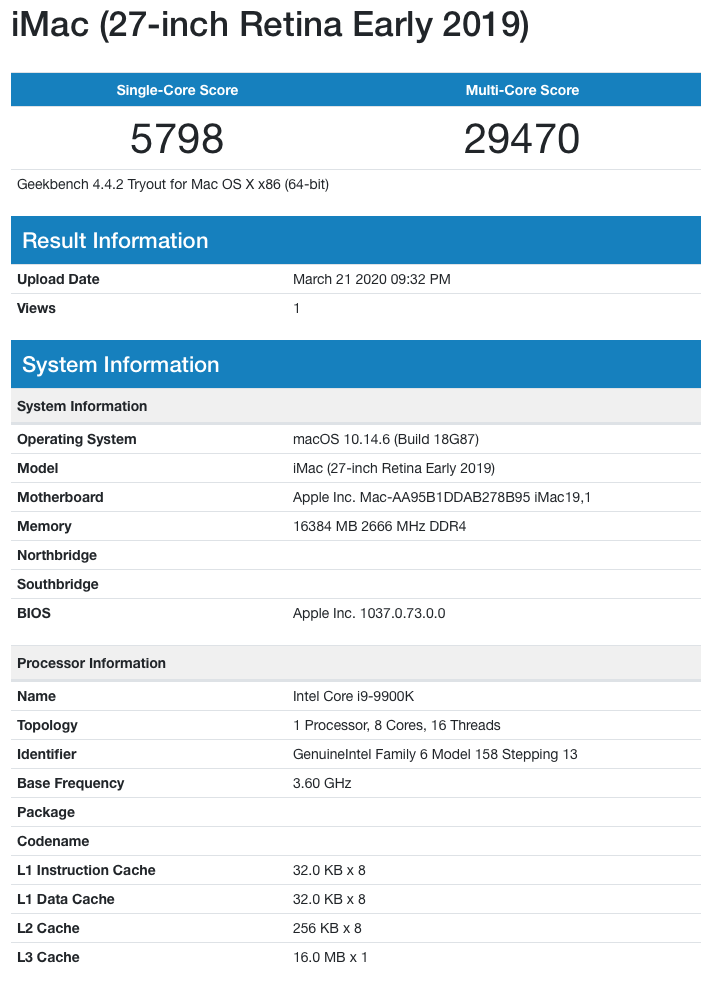 iMac (27-inch Retina Early 2019)
Single-Core Score Multi-Core Score
5798 29470
Geekbench 4.4.2 Tryout for Mac OS X x86 (64-bit)
Result Information
Upload Date March 21 2020 09:32 PM
Views 1
System Information
System Information
Operating System macOS 10.14.6 (Build 18G87)
Model iMac (27-inch Retina Early 2019)
Motherboard Apple Inc. Mac-AA95B1DDAB278B95 iMac19,1
Memory 16384 MB 2666 MHz DDR4
Northbridge
Southbridge
BIOS Apple Inc. 1037.0.73.0.0
Processor Information
Name Intel Core i9-9900K
Topology 1 Processor, 8 Cores, 16 Threads
Identifier GenuineIntel Family 6 Model 158 Stepping 13
Base Frequency 3.60 GHz
Package
Codename
L1 Instruction Cache 32.0 KB x 8
L1 Data Cache 32.0 KB x 8
L2 Cache 256 KB x 8
L3 Cache 16.0 MB x 1